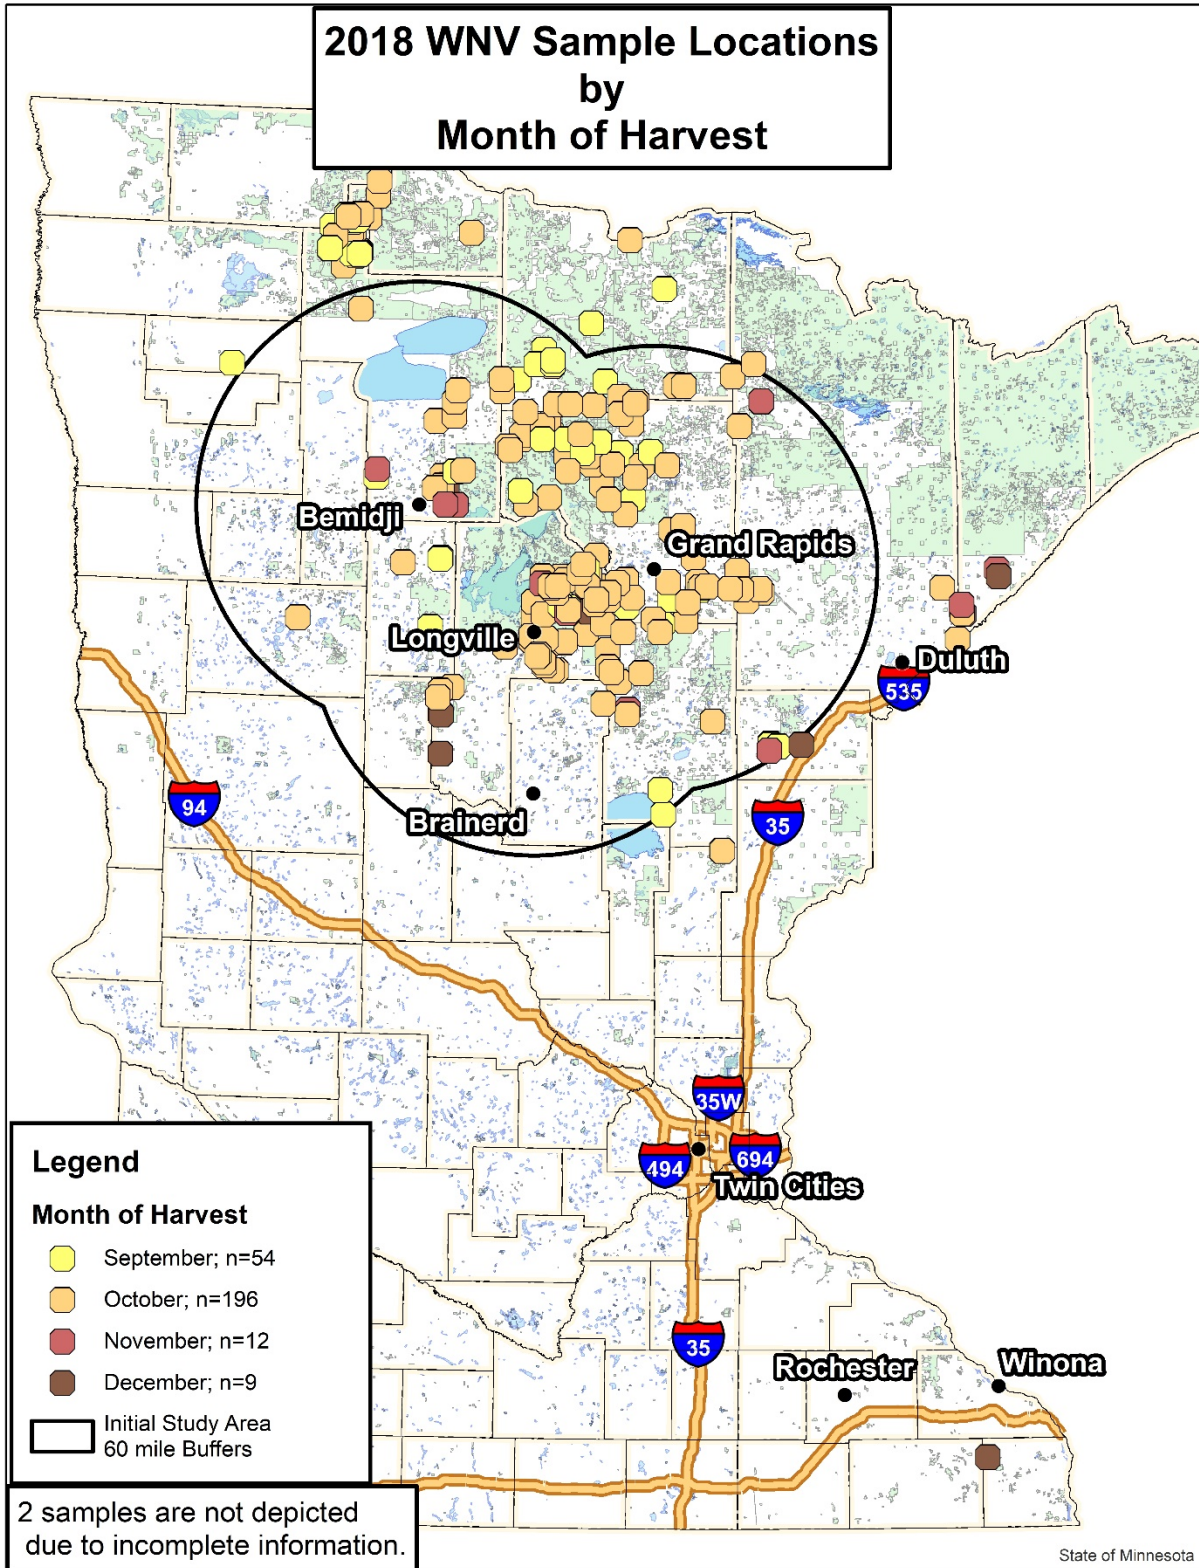 2018 WNV Sample Locations
by
Month of Harvest
Bemidji
Grand Rapids
Longville
Duluth
535
94
Brainerd
35
35W
494
694
Twin Cities
35
Rochester
Winona
Legend
Month of Harvest
September; n=54
October; n=196
November; n=12
December; n=9
Initial Study Area
60 mile Buffers
2 samples are not depicted
due to incomplete information.
State of Minnesota